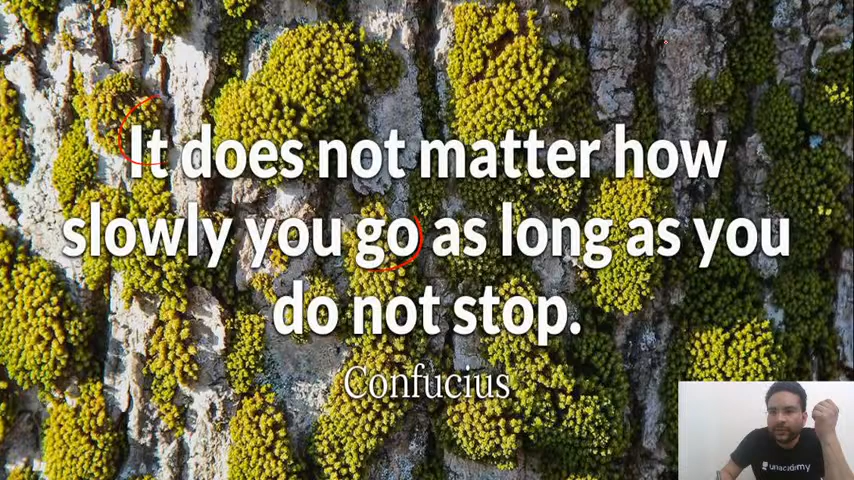 It does not matter how
slowly you go as long as you
do not stop.
Confucius
unacademy